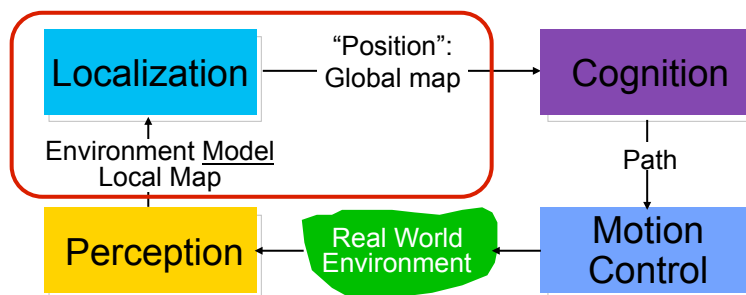 Localization
“Position”:
Global map
Cognition
Environment Model
Local Map
Path
Perception
Real World
Environment
Motion
Control